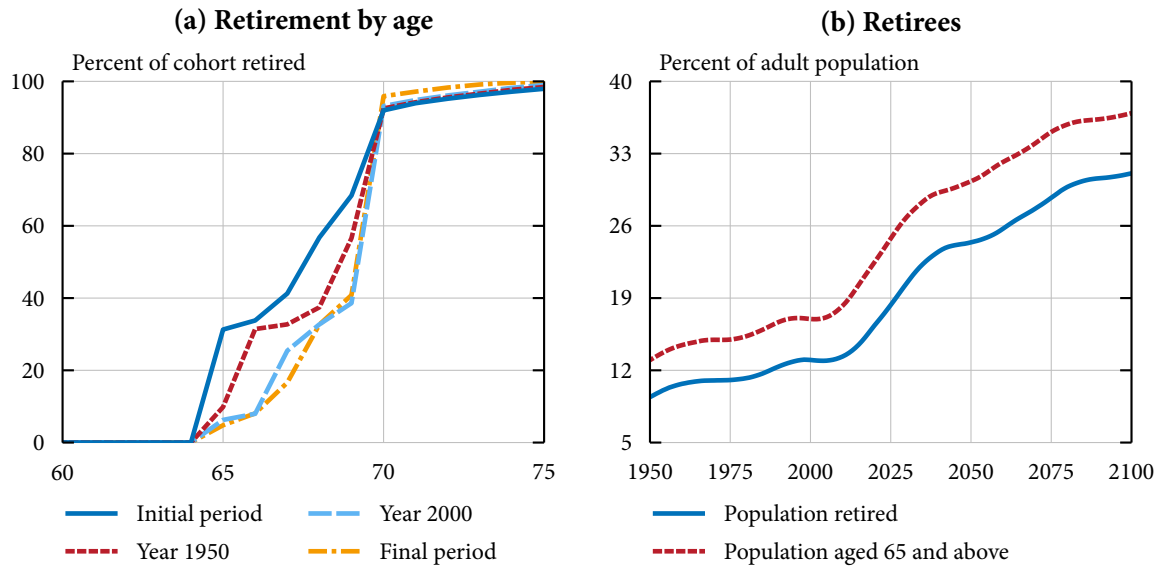 (a) Retirement by age
Percent of cohort retired
100
80
60
40
20
0
60 65 70 75
Initial period
Year 2000
Year 1950
Final period
(b) Retirees
Percent of adult population
40
33
26
19
12
5
1950 1975 2000 2025 2050 2075 2100
Population retired
Population aged 65 and above